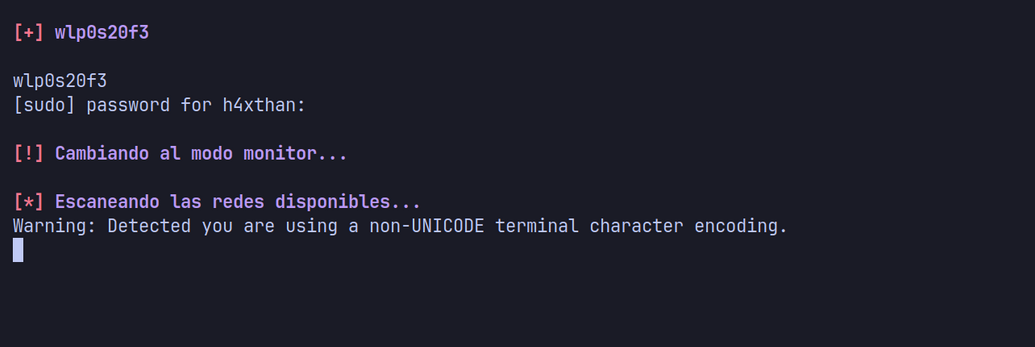 [+] wlp0s20f3
wlp0s20f3
[sudo] password for h4xthan:
[!] Cambiando al modo monitor...
[*] Escaneando las redes disponibles...
Warning: Detected you are using a non-UNICODE terminal character encoding.